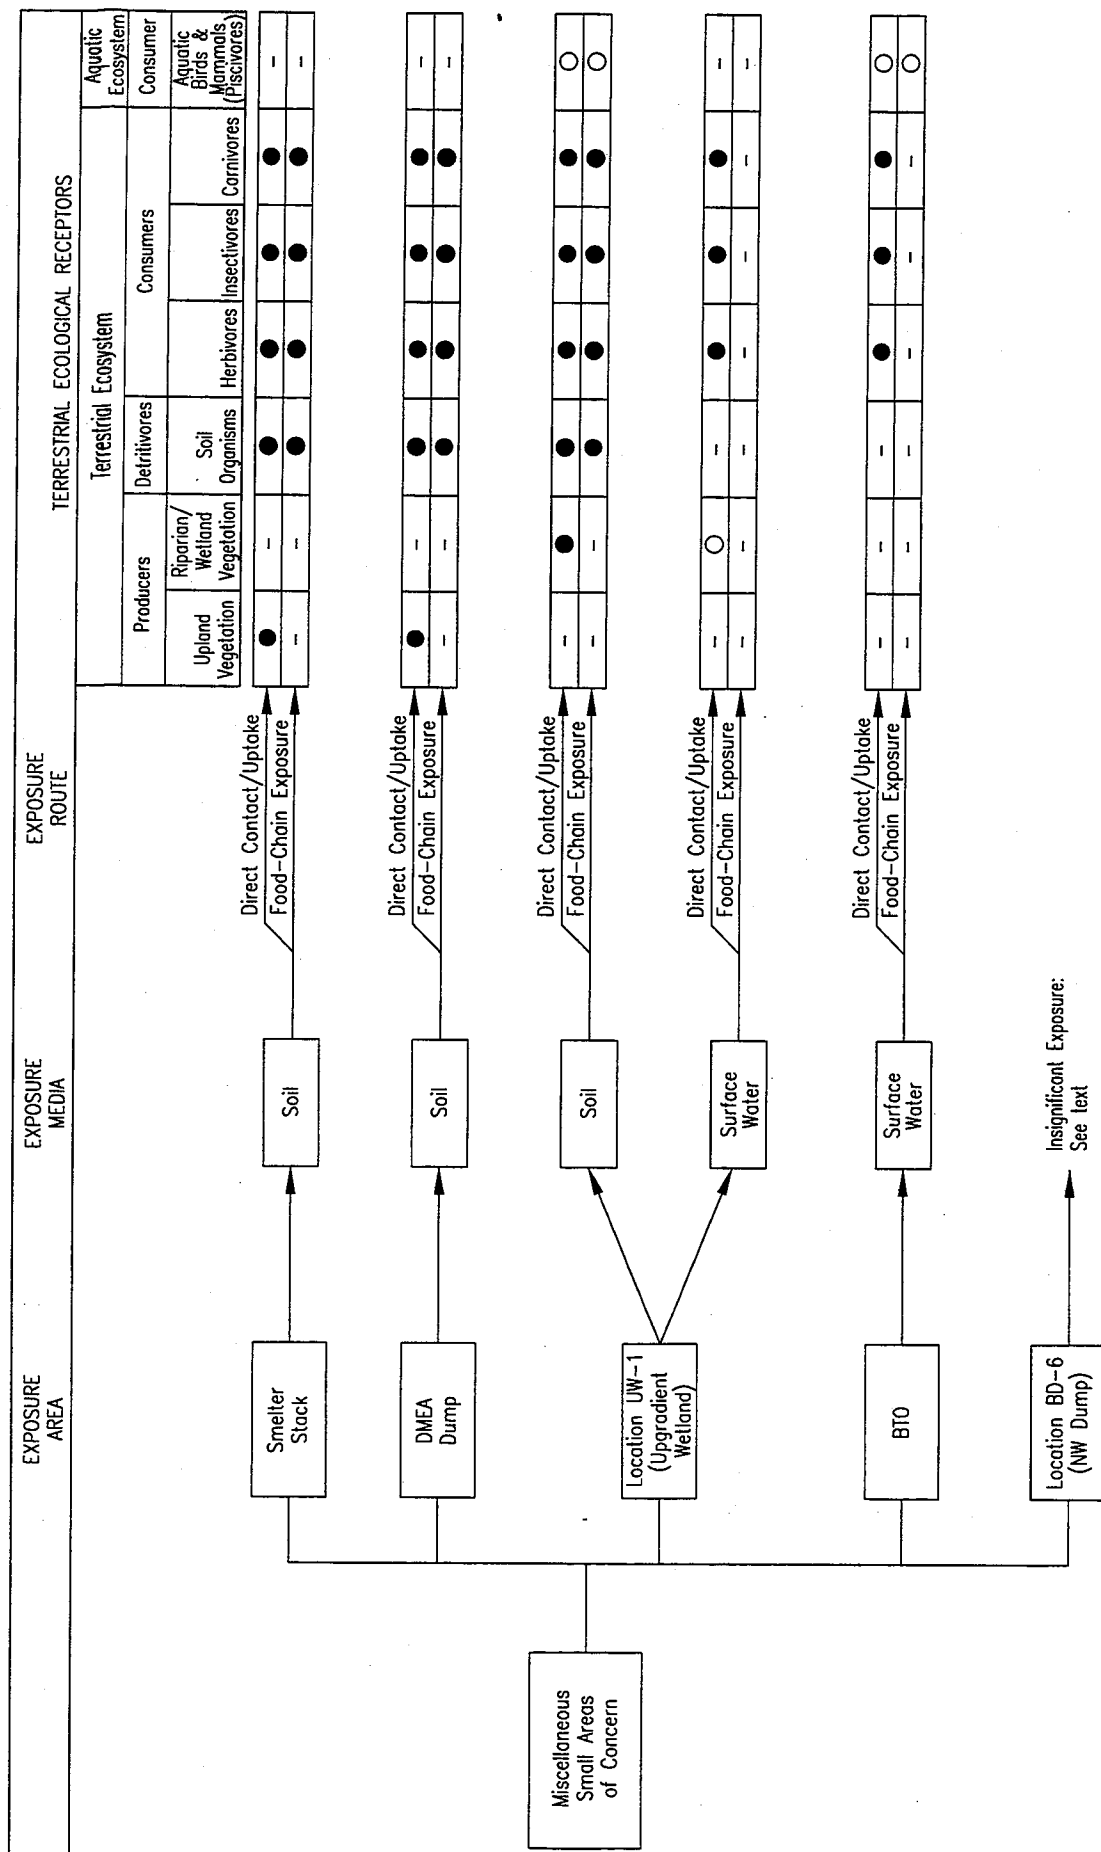 EXPOSURE
AREA
EXPOSURE
MEDIA
EXPOSURE
ROUTE
TERRESTRIAL ECOLOGICAL RECEPTORS
Terrestrial Ecosystem
Aquatic
Ecosystem
Producers
Detritivores
Consumers
Consumer
Upland
Vegetation
Riparian/
Wetland
Vegetation
Soil
Organisms
Herbivores
Insectivores
Carnivores
Aquatic
Birds &
Mammals
(Piscivores)
Miscellaneous
Small Areas
of Concern
Smelter
Stack
Soil
Direct Contact/Uptake
Food-Chain Exposure
● - ● ● ● ● -
- - ● ● ● ● -
DMEA
Dump
Soil
Direct Contact/Uptake
Food-Chain Exposure
● - ● ● ● ● -
- - ● ● ● ● -
Location UW-1
(Upgradient
Wetland)
Soil
Direct Contact/Uptake
Food-Chain Exposure
- ● ● ● ● ● ○
- - ● ● ● ● ○
Surface
Water
Direct Contact/Uptake
Food-Chain Exposure
- ○ - ● ● ● -
- - - - - - -
BTO
Surface
Water
Direct Contact/Uptake
Food-Chain Exposure
- - - ● ● ● ○
- - - - - - ○
Location BD-6
(NW Dump)
Insignificant Exposure:
See text